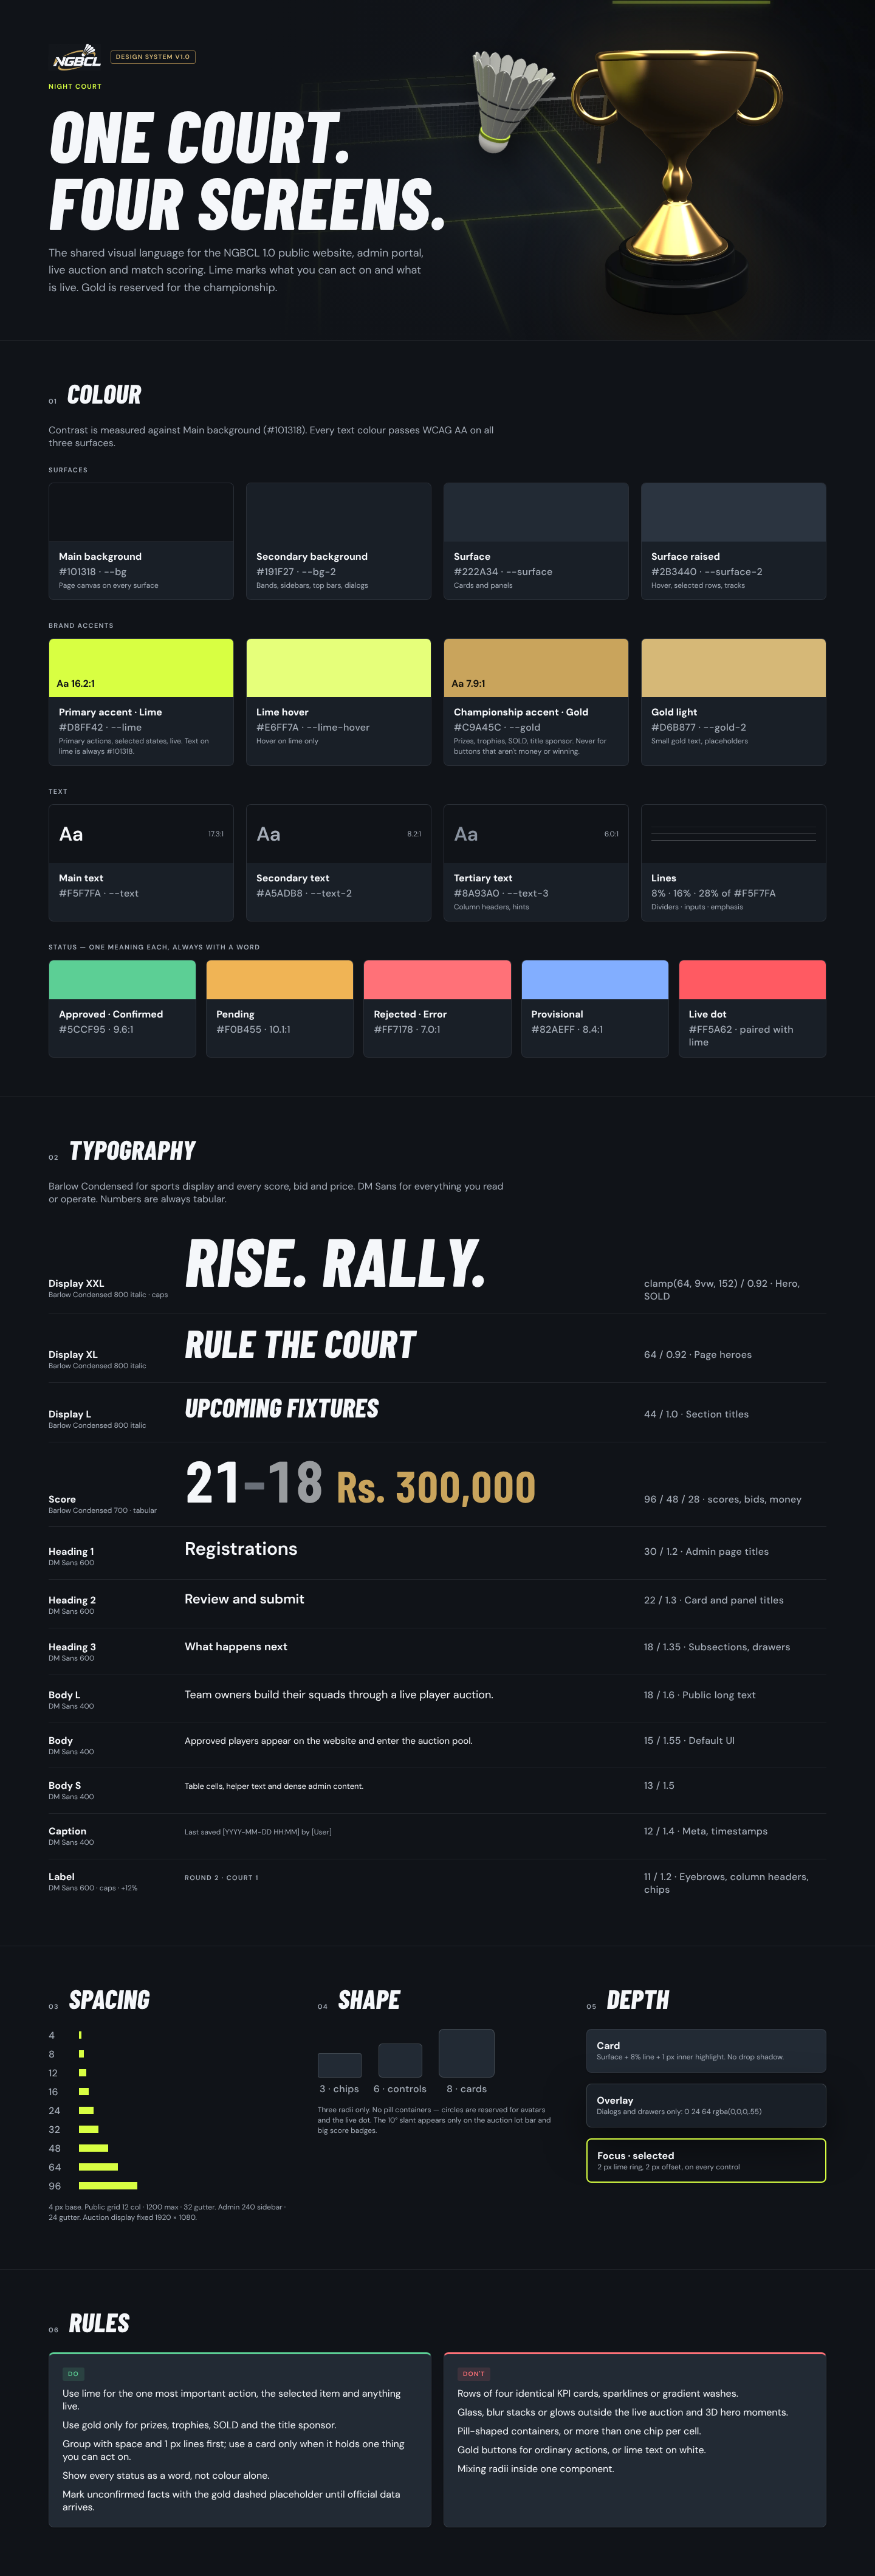 NGBCL
DESIGN SYSTEM V1.0
NIGHT COURT
ONE COURT.
FOUR SCREENS.
The shared visual language for the NGBCL 1.0 public website, admin portal,
live auction and match scoring. Lime marks what you can act on and what
is live. Gold is reserved for the championship.
01 COLOUR
Contrast is measured against Main background (#101318). Every text colour passes WCAG AA on all
three surfaces.
SURFACES
Main background
#101318 · --bg
Page canvas on every surface
Secondary background
#191F27 · --bg-2
Bands, sidebars, top bars, dialogs
Surface
#222A34 · --surface
Cards and panels
Surface raised
#2B3440 · --surface-2
Hover, selected rows, tracks
BRAND ACCENTS
Aa 16.2:1
Primary accent · Lime
#D8FF42 · --lime
Primary actions, selected states, live. Text on
lime is always #101318.
Lime hover
#E6FF7A · --lime-hover
Hover on lime only
Aa 7.9:1
Championship accent · Gold
#C9A45C · --gold
Prizes, trophies, SOLD, title sponsor. Never for
buttons that aren't money or winning.
Gold light
#D6B877 · --gold-2
Small gold text, placeholders
TEXT
Aa 17.3:1
Main text
#F5F7FA · --text
Aa 8.2:1
Secondary text
#A5ADB8 · --text-2
Aa 6.0:1
Tertiary text
#8A93A0 · --text-3
Column headers, hints
Lines
8% · 16% · 28% of #F5F7FA
Dividers · inputs · emphasis
STATUS — ONE MEANING EACH, ALWAYS WITH A WORD
Approved · Confirmed
#5CCF95 · 9.6:1
Pending
#F0B455 · 10.1:1
Rejected · Error
#FF7178 · 7.0:1
Provisional
#82AEFF · 8.4:1
Live dot
#FF5A62 · paired with
lime
02 TYPOGRAPHY
Barlow Condensed for sports display and every score, bid and price. DM Sans for everything you read
or operate. Numbers are always tabular.
Display XXL
Barlow Condensed 800 italic · caps
RISE. RALLY.
clamp(64, 9vw, 152) / 0.92 · Hero,
SOLD
Display XL
Barlow Condensed 800 italic
RULE THE COURT
64 / 0.92 · Page heroes
Display L
Barlow Condensed 800 italic
UPCOMING FIXTURES
44 / 1.0 · Section titles
Score
Barlow Condensed 700 · tabular
21–18 Rs. 300,000
96 / 48 / 28 · scores, bids, money
Heading 1
DM Sans 600
Registrations
30 / 1.2 · Admin page titles
Heading 2
DM Sans 600
Review and submit
22 / 1.3 · Card and panel titles
Heading 3
DM Sans 600
What happens next
18 / 1.35 · Subsections, drawers
Body L
DM Sans 400
Team owners build their squads through a live player auction.
18 / 1.6 · Public long text
Body
DM Sans 400
Approved players appear on the website and enter the auction pool.
15 / 1.55 · Default UI
Body S
DM Sans 400
Table cells, helper text and dense admin content.
13 / 1.5
Caption
DM Sans 400
Last saved [YYYY-MM-DD HH:MM] by [User]
12 / 1.4 · Meta, timestamps
Label
DM Sans 600 · caps · +12%
ROUND 2 · COURT 1
11 / 1.2 · Eyebrows, column headers,
chips
03 SPACING
4
8
12
16
24
32
48
64
96
4 px base. Public grid 12 col · 1200 max · 32 gutter. Admin 240 sidebar ·
24 gutter. Auction display fixed 1920 × 1080.
04 SHAPE
3 · chips
6 · controls
8 · cards
Three radii only. No pill containers — circles are reserved for avatars
and the live dot. The 10° slant appears only on the auction lot bar and
big score badges.
05 DEPTH
Card
Surface + 8% line + 1 px inner highlight. No drop shadow.
Overlay
Dialogs and drawers only: 0 24 64 rgba(0,0,0,.55)
Focus · selected
2 px lime ring, 2 px offset, on every control
06 RULES
DO
Use lime for the one most important action, the selected item and anything
live.
Use gold only for prizes, trophies, SOLD and the title sponsor.
Group with space and 1 px lines first; use a card only when it holds one thing
you can act on.
Show every status as a word, not colour alone.
Mark unconfirmed facts with the gold dashed placeholder until official data
arrives.
DON'T
Rows of four identical KPI cards, sparklines or gradient washes.
Glass, blur stacks or glows outside the live auction and 3D hero moments.
Pill-shaped containers, or more than one chip per cell.
Gold buttons for ordinary actions, or lime text on white.
Mixing radii inside one component.